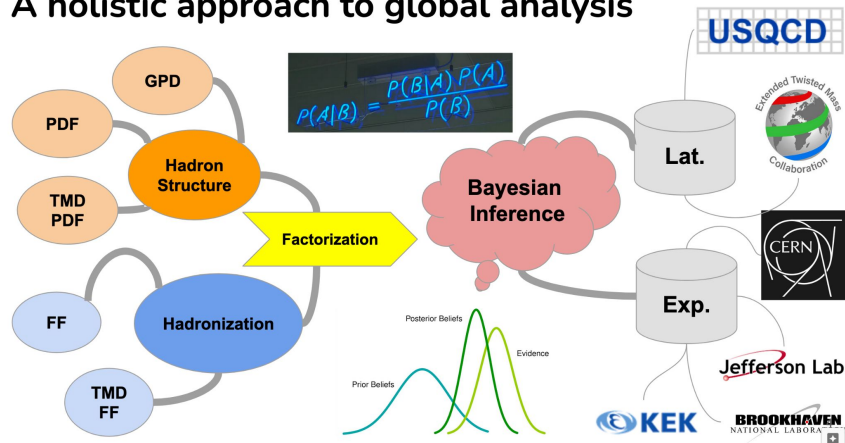 A holistic approach to global analysis
USQCD
GPD
PDF
TMD
PDF
Hadron
Structure
P(A|B) = P(B|A) P(A)
P(B)
Factorization
Bayesian
Inference
Lat.
Extended Twisted Mass
Collaboration
CERN
Exp.
FF
Hadronization
TMD
FF
Posterior Beliefs
Evidence
Prior Beliefs
Jefferson Lab
KEK
BROOKHAVEN
NATIONAL LABORAT